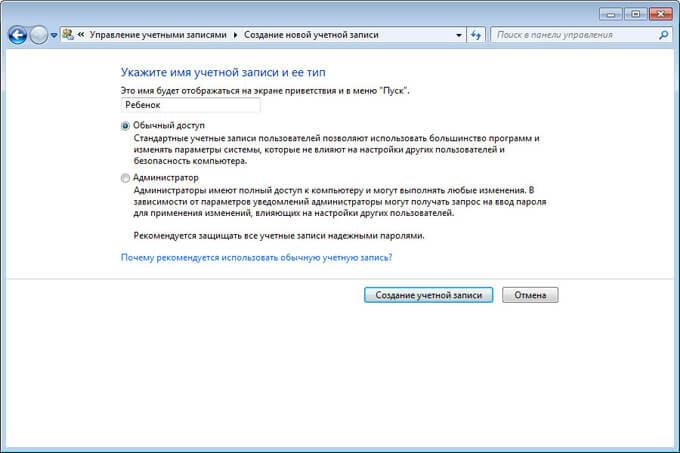 « Управление учетными записями Создание новой учетной записи Поиск в панели управления
Укажите имя учетной записи и ее тип
Это имя будет отображаться на экране приветствия и в меню "Пуск".
Ребенок
Обычный доступ
Стандартные учетные записи пользователей позволяют использовать большинство программ и
изменять параметры системы, которые не влияют на настройки других пользователей и
безопасность компьютера.
Администратор
Администраторы имеют полный доступ к компьютеру и могут выполнять любые изменения. В
зависимости от параметров уведомлений администраторы могут получать запрос на ввод пароля
для применения изменений, влияющих на настройки других пользователей.
Рекомендуется защищать все учетные записи надежными паролями.
Почему рекомендуется использовать обычную учетную запись?
Создание учетной записи Отмена